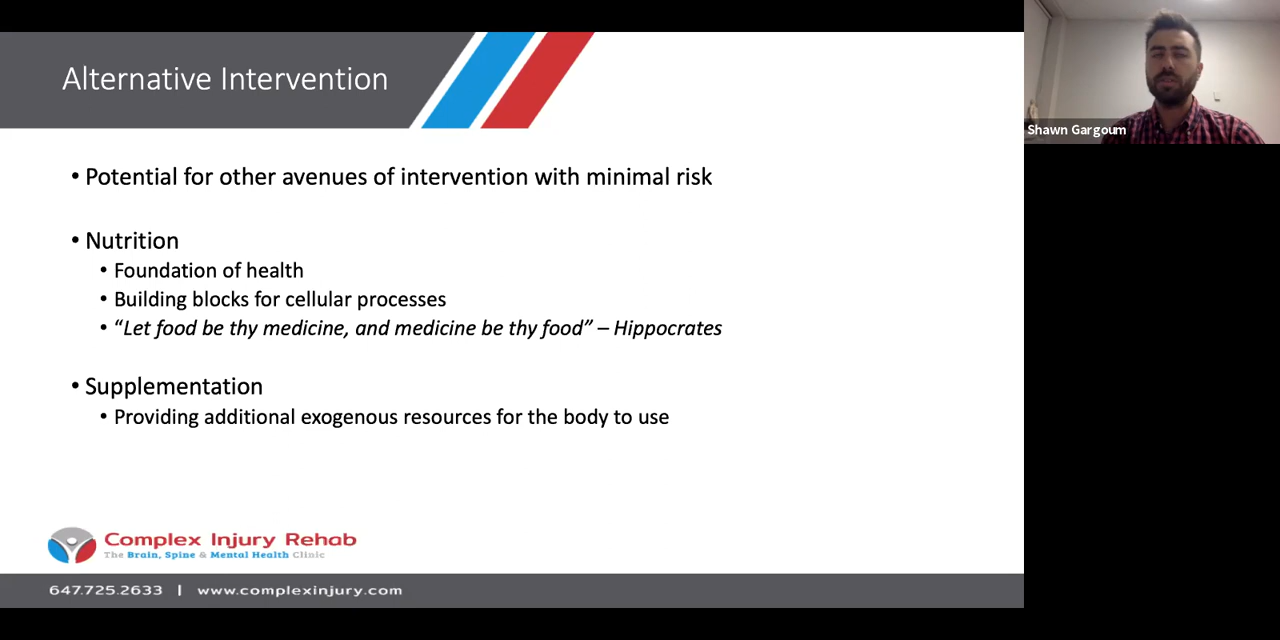 Alternative Intervention
Shawn Gargoum
• Potential for other avenues of intervention with minimal risk
• Nutrition
• Foundation of health
• Building blocks for cellular processes
• “Let food be thy medicine, and medicine be thy food” – Hippocrates
• Supplementation
• Providing additional exogenous resources for the body to use
Complex Injury Rehab
The Brain, Spine & Mental Health Clinic
647.725.2633 | www.complexinjury.com